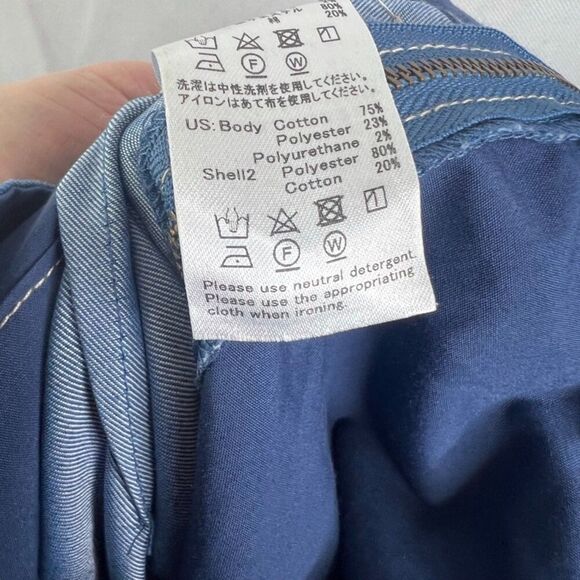 80%
綿 20%
洗濯は中性洗剤を使用してください。
アイロンはあて布を使用してください。
US: Body Cotton 75%
Polyester 23%
Polyurethane 2%
Shell2 Polyester 80%
Cotton 20%
F W
Please use neutral detergent.
Please use the appropriating
cloth when ironing.